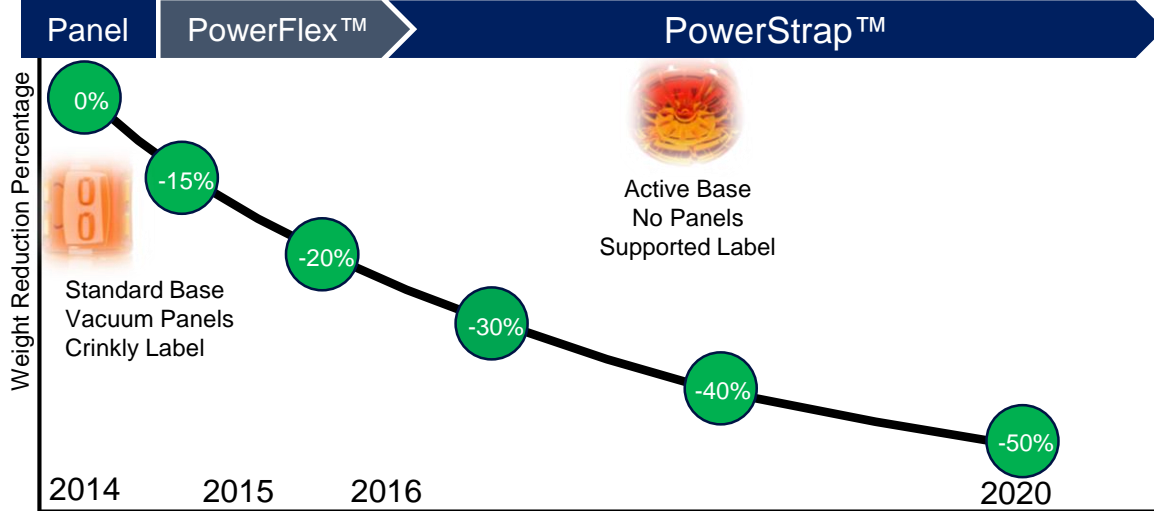 Panel
PowerFlex™
PowerStrap™
Weight Reduction Percentage
0%
-15%
-20%
-30%
-40%
-50%
Standard Base
Vacuum Panels
Crinkly Label
Active Base
No Panels
Supported Label
2014
2015
2016
2020